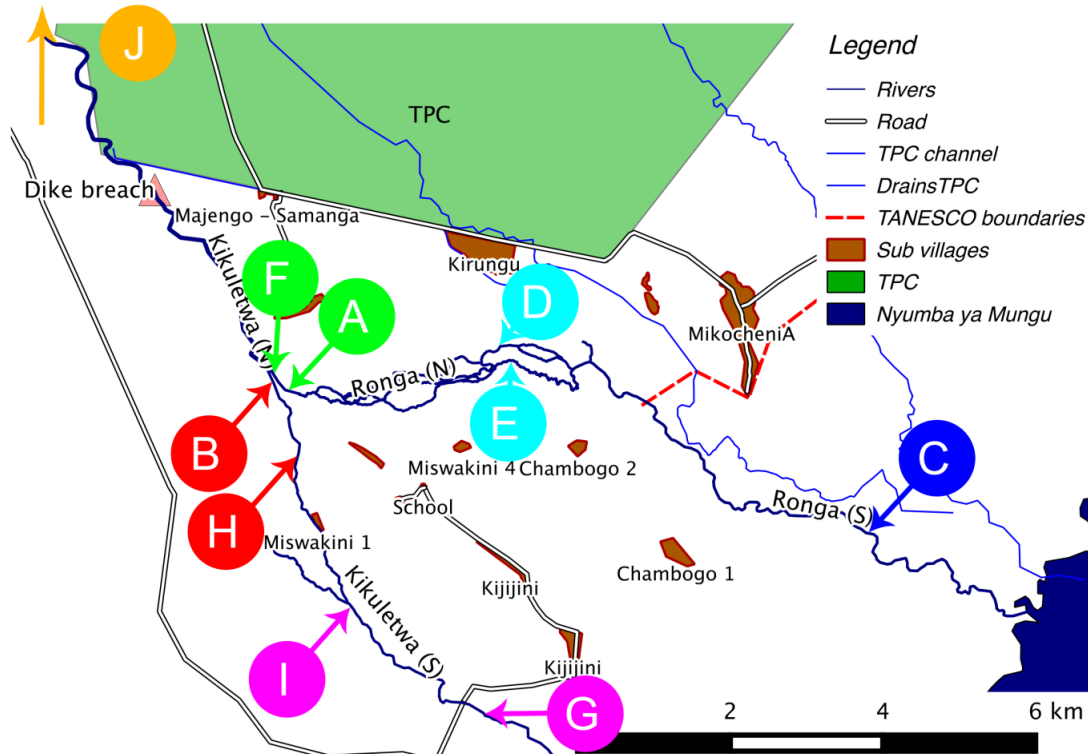 J
TPC
Dike breach
Majengo – Samanga
Kikuletwa (N)
Kirungu
F
A
D
MikocheniA
Ronga (N)
B
E
C
H
Miswakini 4
Chambogo 2
School
Ronga (S)
Miswakini 1
Kijijini
Chambogo 1
Kikuletwa (S)
I
Kijijini
G
Legend
Rivers
Road
TPC channel
DrainsTPC
TANESCO boundaries
Sub villages
TPC
Nyumba ya Mungu
2 4 6 km